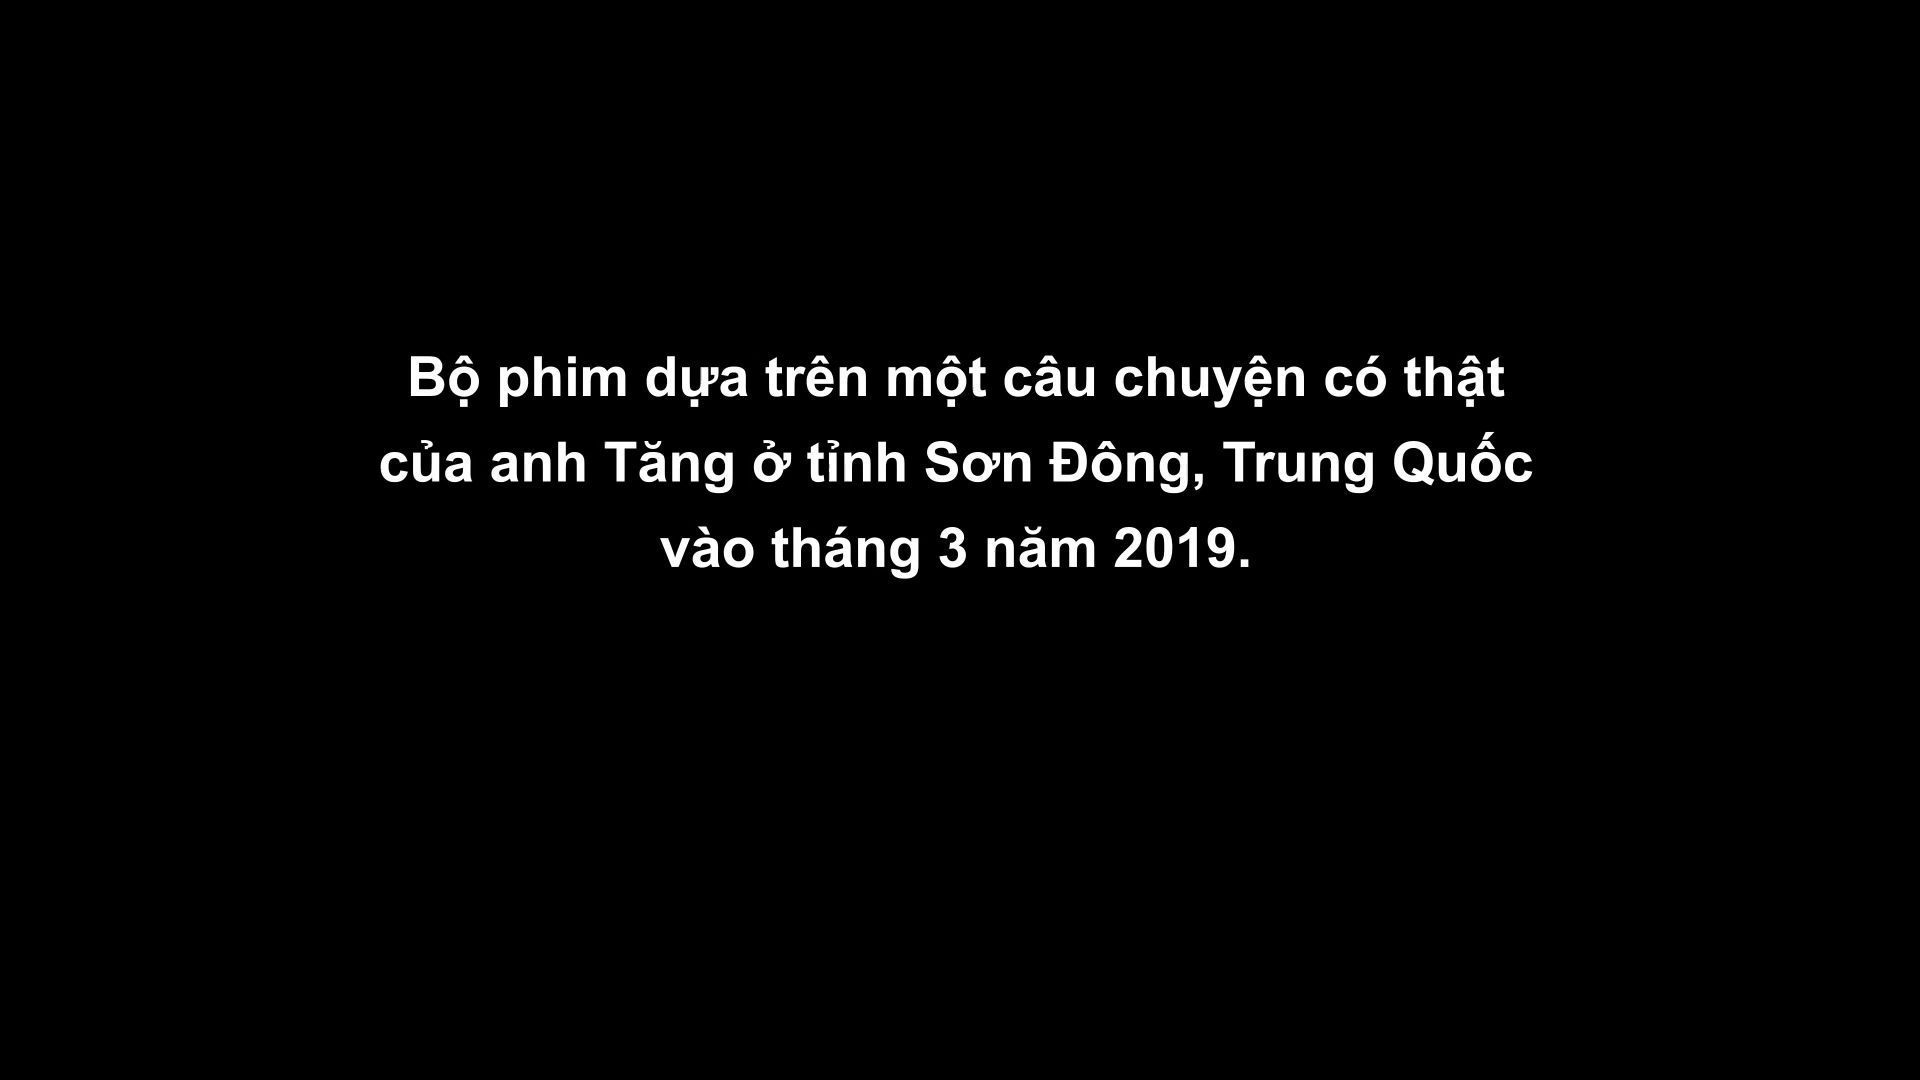 Bộ phim dựa trên một câu chuyện có thật
của anh Tăng ở tỉnh Sơn Đông, Trung Quốc
vào tháng 3 năm 2019.